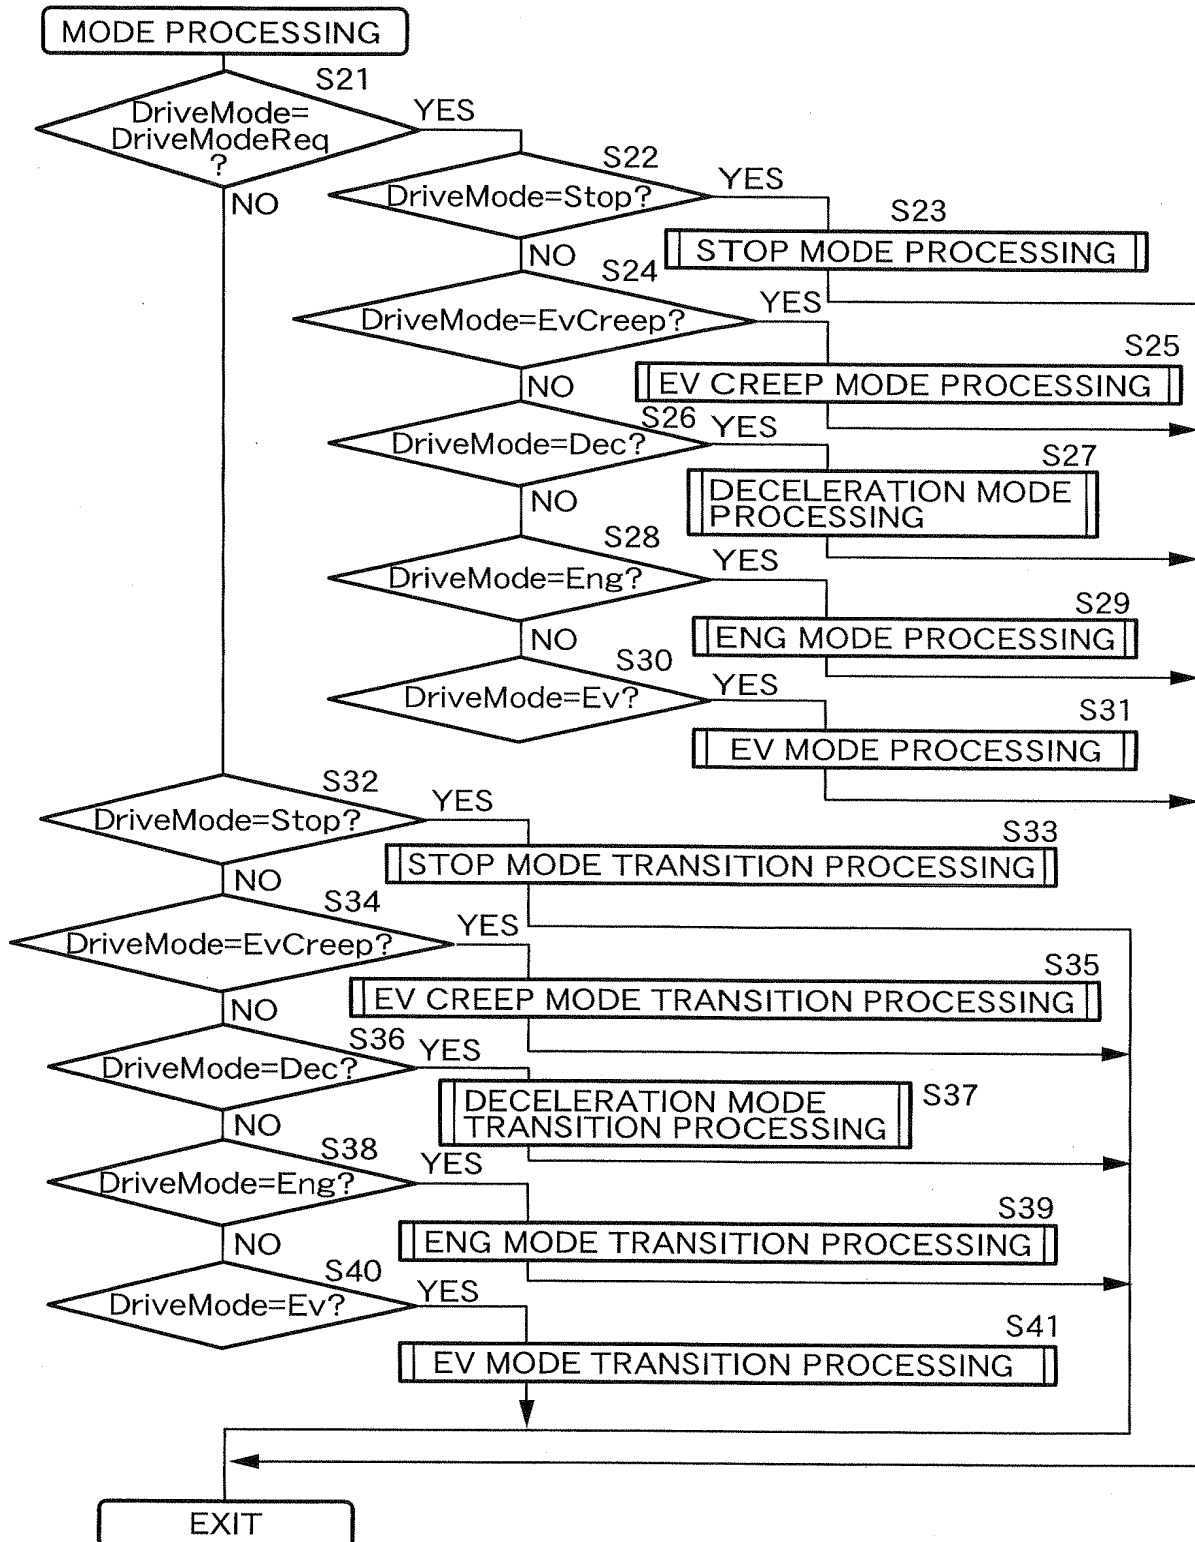 MODE PROCESSING
S21
DriveMode=
DriveModeReq
?
YES
NO
S22
DriveMode=Stop?
YES
S23
STOP MODE PROCESSING
NO
S24
DriveMode=EvCreep?
YES
S25
EV CREEP MODE PROCESSING
NO
S26
DriveMode=Dec?
YES
S27
DECELERATION MODE
PROCESSING
NO
S28
DriveMode=Eng?
YES
S29
ENG MODE PROCESSING
NO
S30
DriveMode=Ev?
YES
S31
EV MODE PROCESSING
S32
DriveMode=Stop?
YES
S33
STOP MODE TRANSITION PROCESSING
NO
S34
DriveMode=EvCreep?
YES
S35
EV CREEP MODE TRANSITION PROCESSING
NO
S36
DriveMode=Dec?
YES
S37
DECELERATION MODE
TRANSITION PROCESSING
NO
S38
DriveMode=Eng?
YES
S39
ENG MODE TRANSITION PROCESSING
NO
S40
DriveMode=Ev?
YES
S41
EV MODE TRANSITION PROCESSING
EXIT